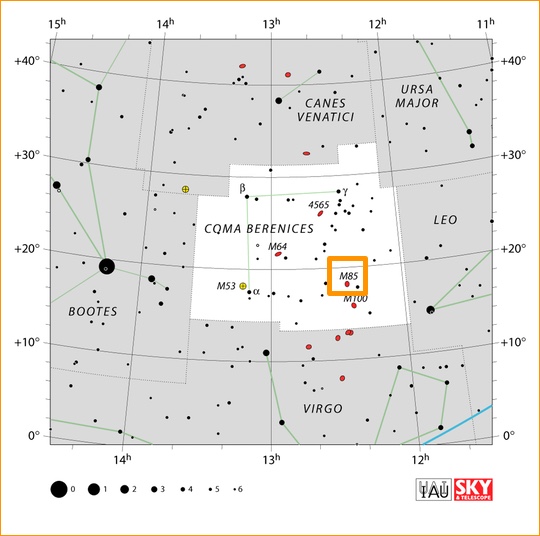 15ʰ 14ʰ 13ʰ 12ʰ 11ʰ
+40° +40°
URSA
MAJOR
CANES
VENATICI
+30° +30°
β γ
4565
LEO
COMA BERENICES
M64
+20° +20°
M85
M53 α
M100
BOOTES
+10° +10°
VIRGO
0° 0°
14ʰ 13ʰ 12ʰ
0 1 2 3 4 5 6
IAU SKY
& TELESCOPE